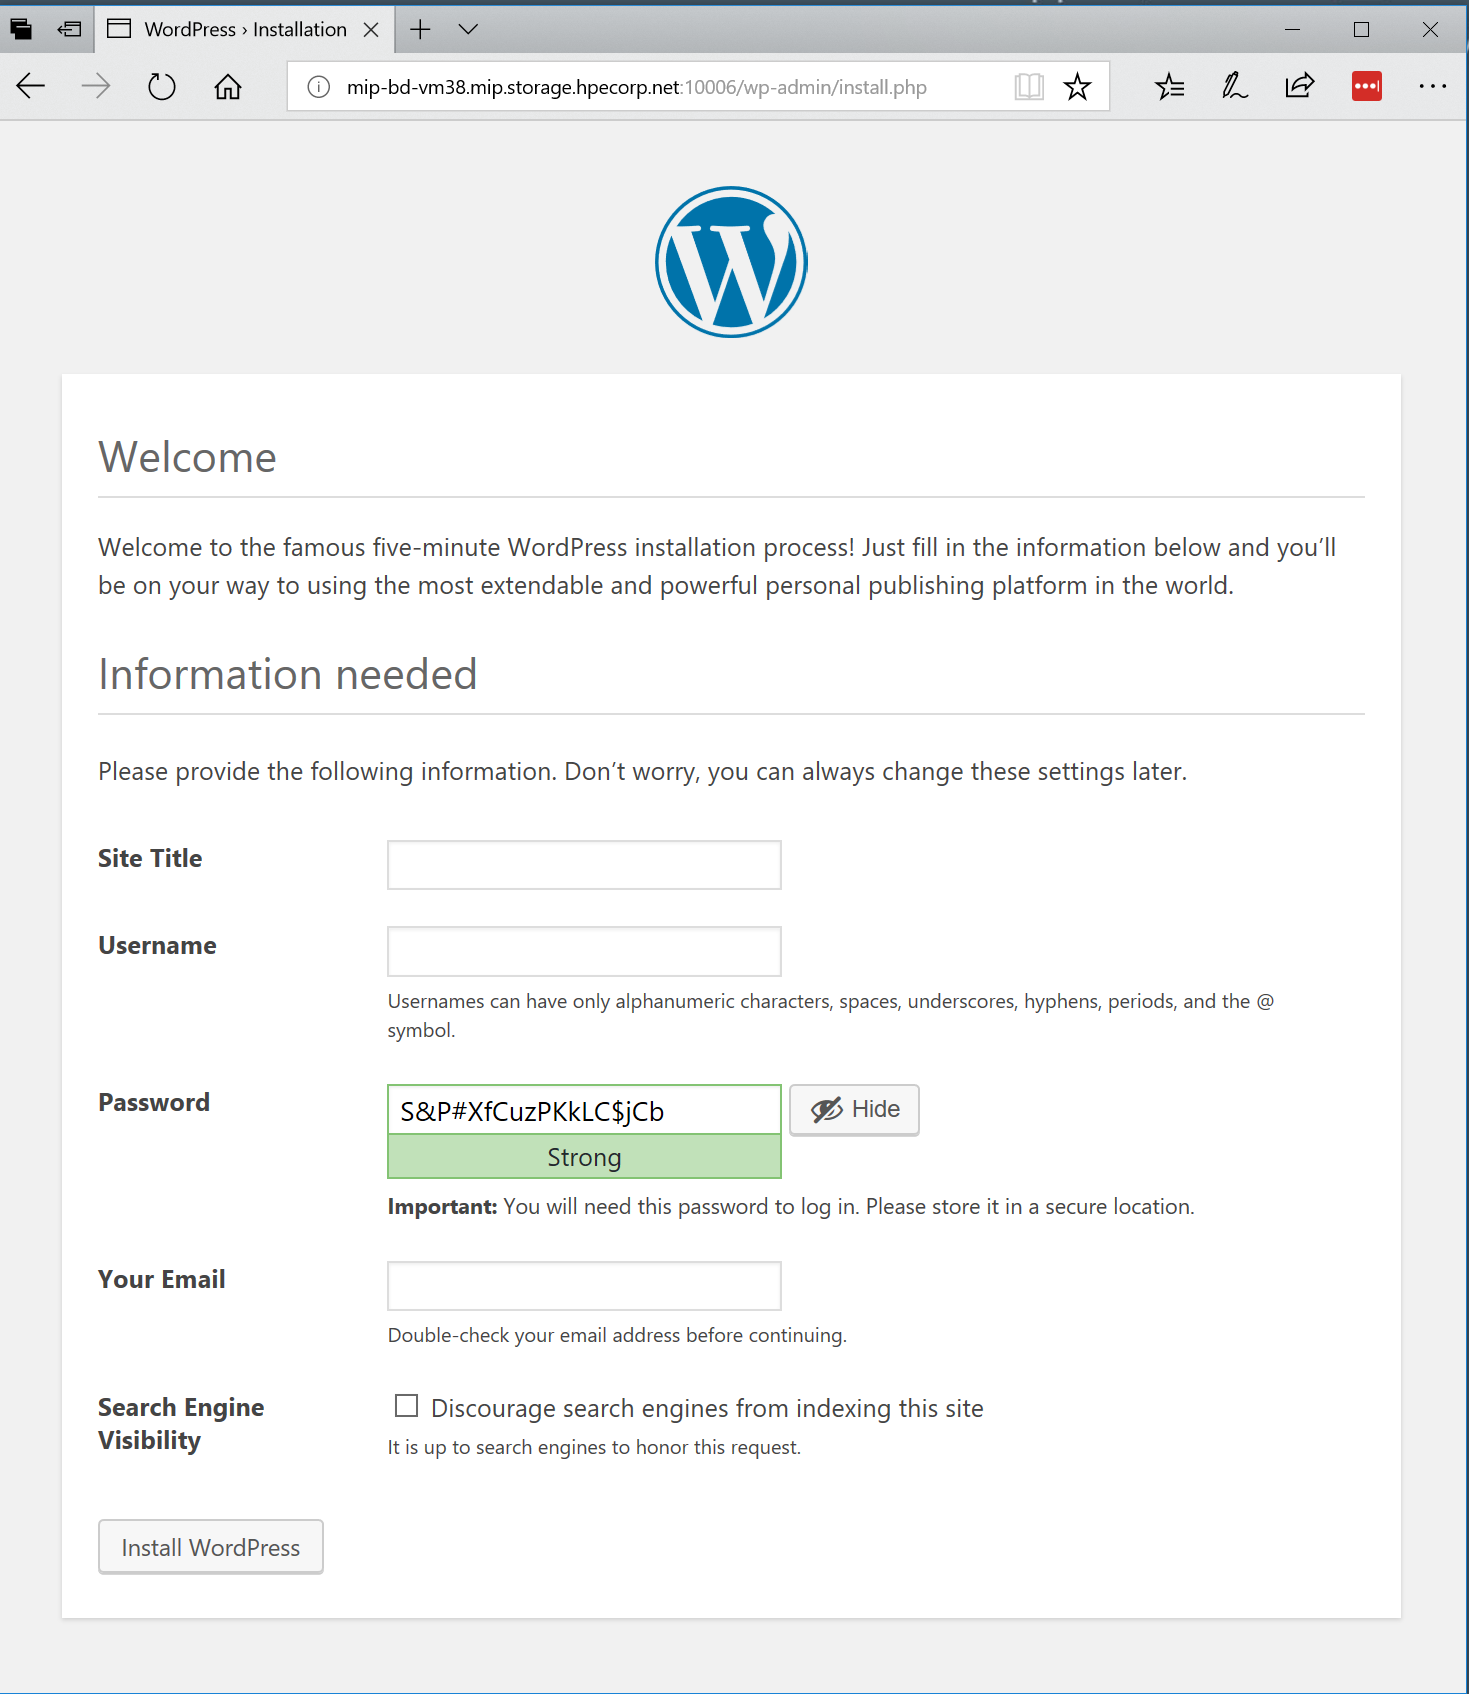 WordPress › Installation
mip-bd-vm38.mip.storage.hpecorp.net:10006/wp-admin/install.php
Welcome
Welcome to the famous five-minute WordPress installation process! Just fill in the information below and you’ll
be on your way to using the most extendable and powerful personal publishing platform in the world.
Information needed
Please provide the following information. Don’t worry, you can always change these settings later.
Site Title
Username
Usernames can have only alphanumeric characters, spaces, underscores, hyphens, periods, and the @
symbol.
Password
S&P#XfCuzPKkLC$jCb
Hide
Strong
Important: You will need this password to log in. Please store it in a secure location.
Your Email
Double-check your email address before continuing.
Search Engine
Visibility
Discourage search engines from indexing this site
It is up to search engines to honor this request.
Install WordPress